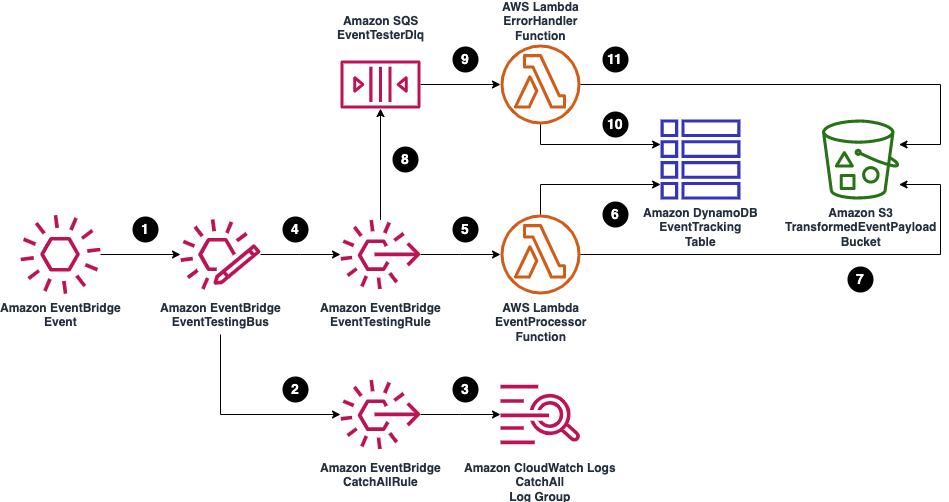 AWS Lambda
ErrorHandler
Function
Amazon SQS
EventTesterDlq
9
11
10
8
Amazon DynamoDB
EventTracking
Table
Amazon S3
TransformedEventPayload
Bucket
1
4
5
6
7
Amazon EventBridge
Event
Amazon EventBridge
EventTestingBus
Amazon EventBridge
EventTestingRule
AWS Lambda
EventProcessor
Function
2
3
Amazon EventBridge
CatchAllRule
Amazon CloudWatch Logs
CatchAll
Log Group